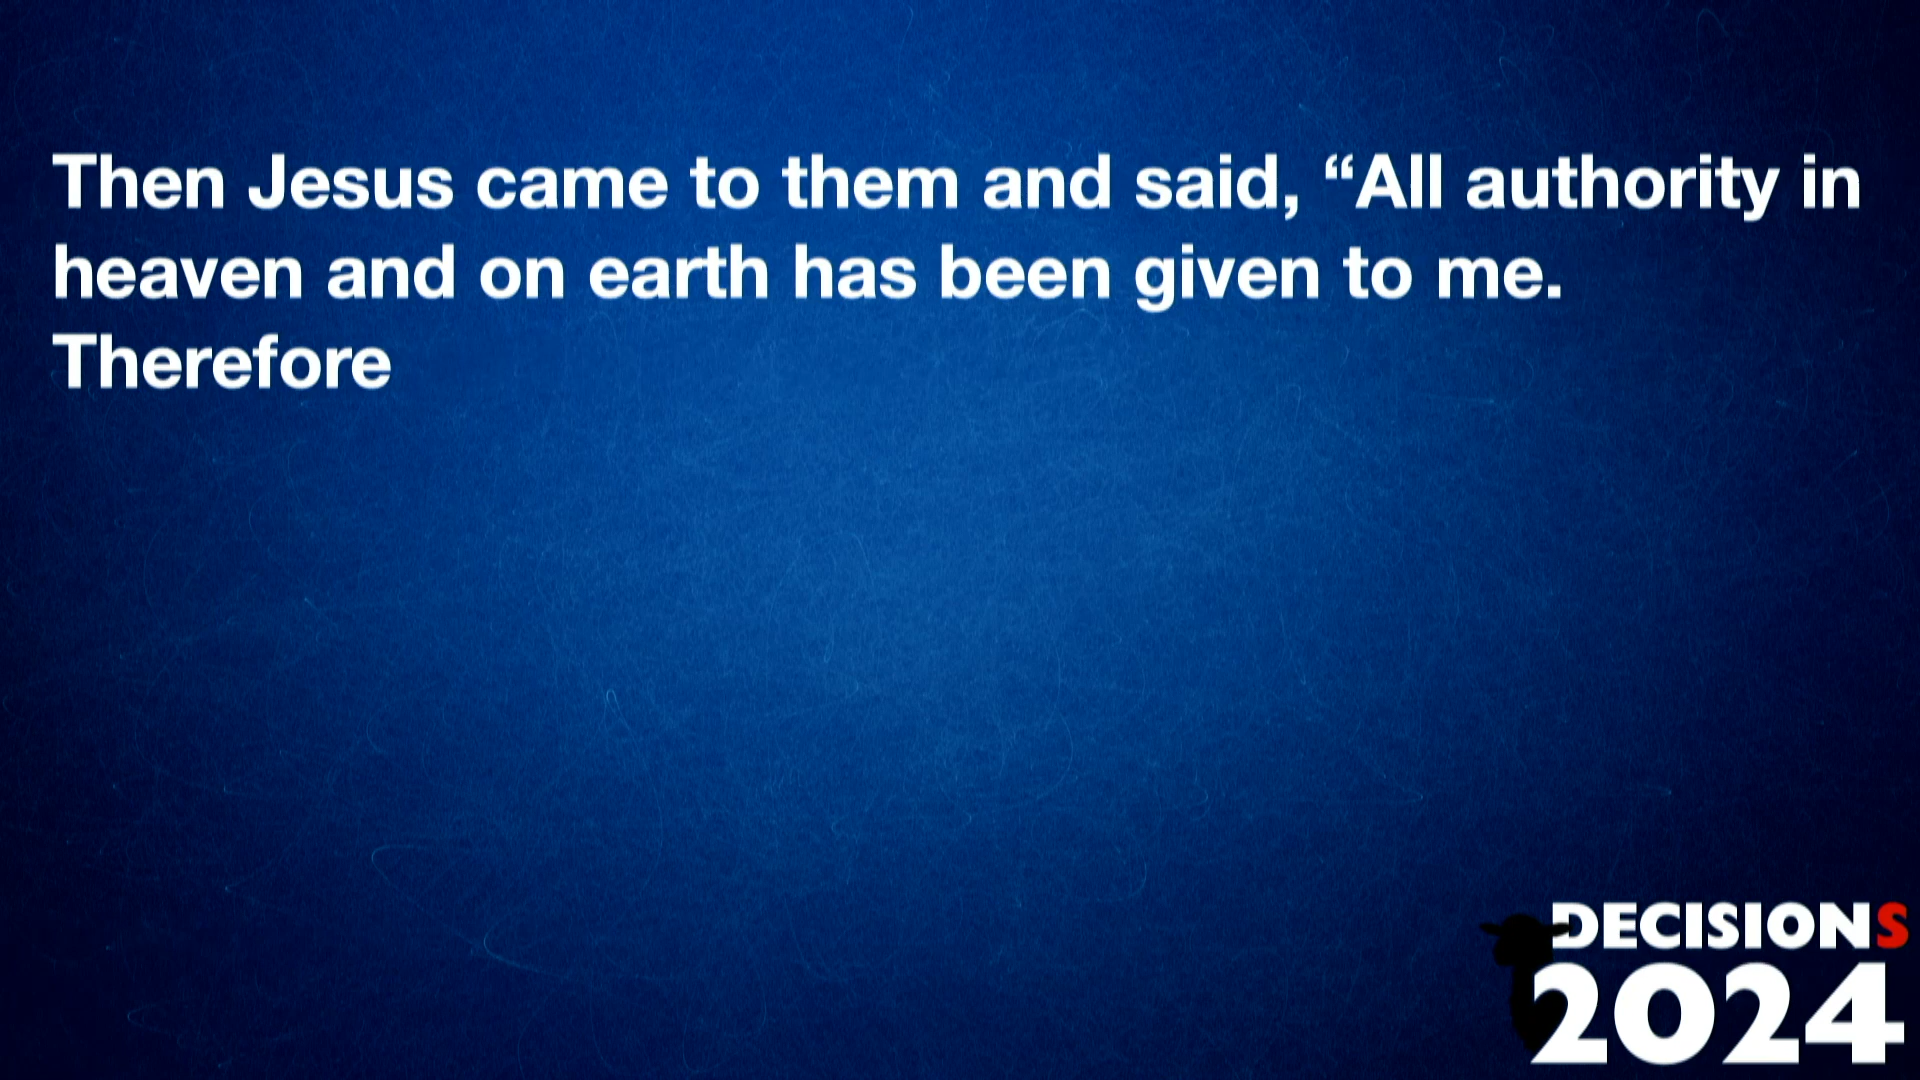 Then Jesus came to them and said, “All authority in
heaven and on earth has been given to me.
Therefore
DECISIONS
2024